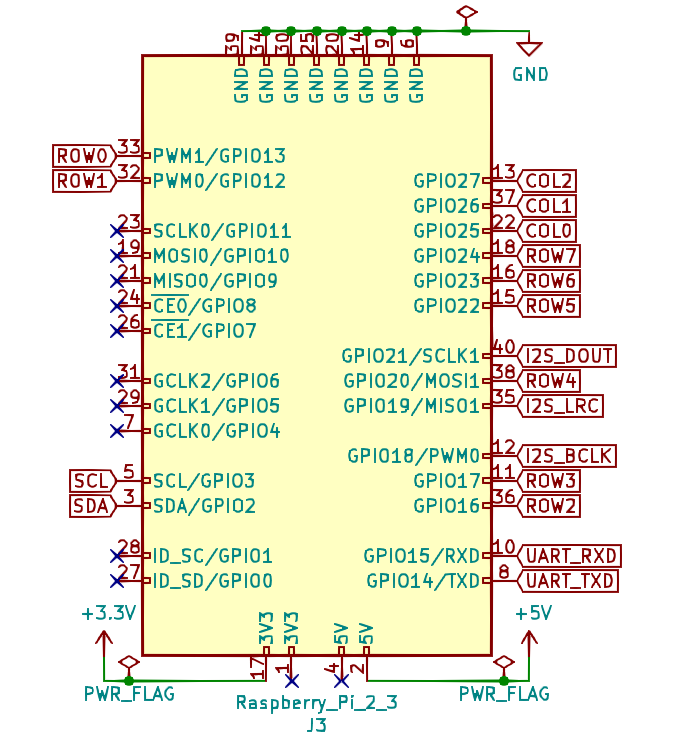 39 34 30 25 20 14 9 6
GND
GND GND GND GND GND GND GND GND
ROW0 33 PWM1/GPIO13
ROW1 32 PWM0/GPIO12 GPIO27 13 COL2
GPIO26 37 COL1
23 SCLK0/GPIO11 GPIO25 22 COL0
19 MOSI0/GPIO10 GPIO24 18 ROW7
21 MISO0/GPIO9 GPIO23 16 ROW6
24 CE0/GPIO8 GPIO22 15 ROW5
26 CE1/GPIO7
GPIO21/SCLK1 40 I2S_DOUT
31 GCLK2/GPIO6 GPIO20/MOSI1 38 ROW4
29 GCLK1/GPIO5 GPIO19/MISO1 35 I2S_LRC
7 GCLK0/GPIO4
GPIO18/PWM0 12 I2S_BCLK
SCL 5 SCL/GPIO3 GPIO17 11 ROW3
SDA 3 SDA/GPIO2 GPIO16 36 ROW2
28 ID_SC/GPIO1 GPIO15/RXD 10 UART_RXD
27 ID_SD/GPIO0 GPIO14/TXD 8 UART_TXD
+3.3V 3V3 3V3 5V 5V +5V
17 1 4 2
PWR_FLAG PWR_FLAG
Raspberry_Pi_2_3
J3